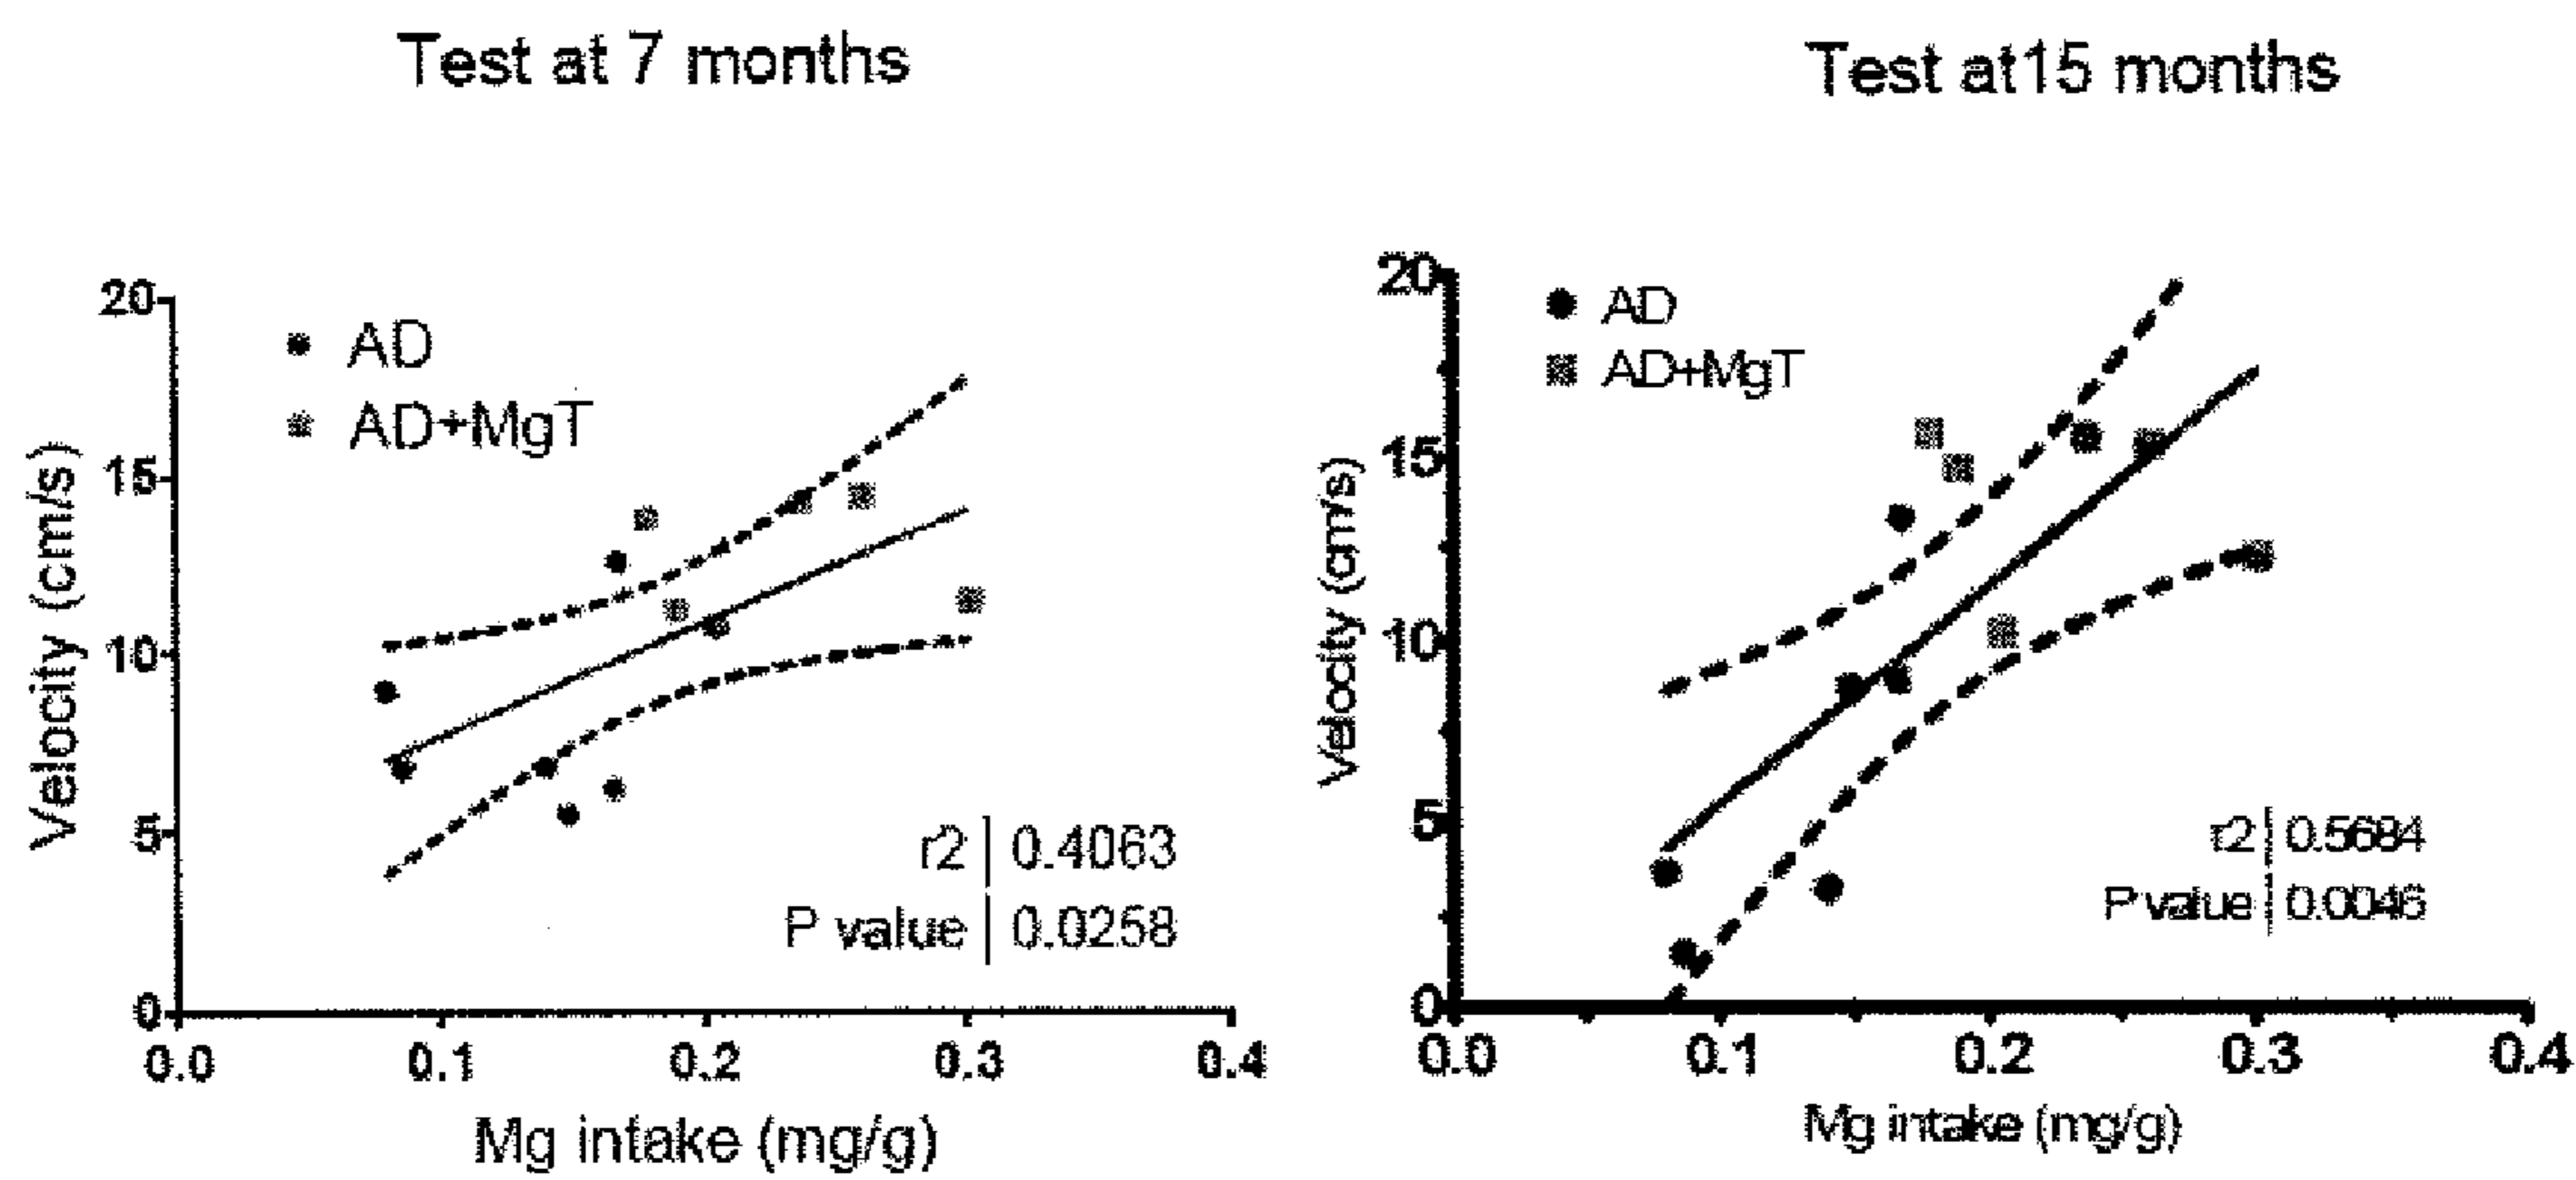 Test at 7 months
20
15
10
5
0
AD
AD+MgT
Velocity (cm/s)
r2 0.4063
P value 0.0258
0.0 0.1 0.2 0.3 0.4
Mg intake (mg/g)
Test at15 months
20
15
10
5
0
AD
AD+MgT
Velocity (cm/s)
r2 0.5684
P value 0.0046
0.0 0.1 0.2 0.3 0.4
Mg intake (mg/g)